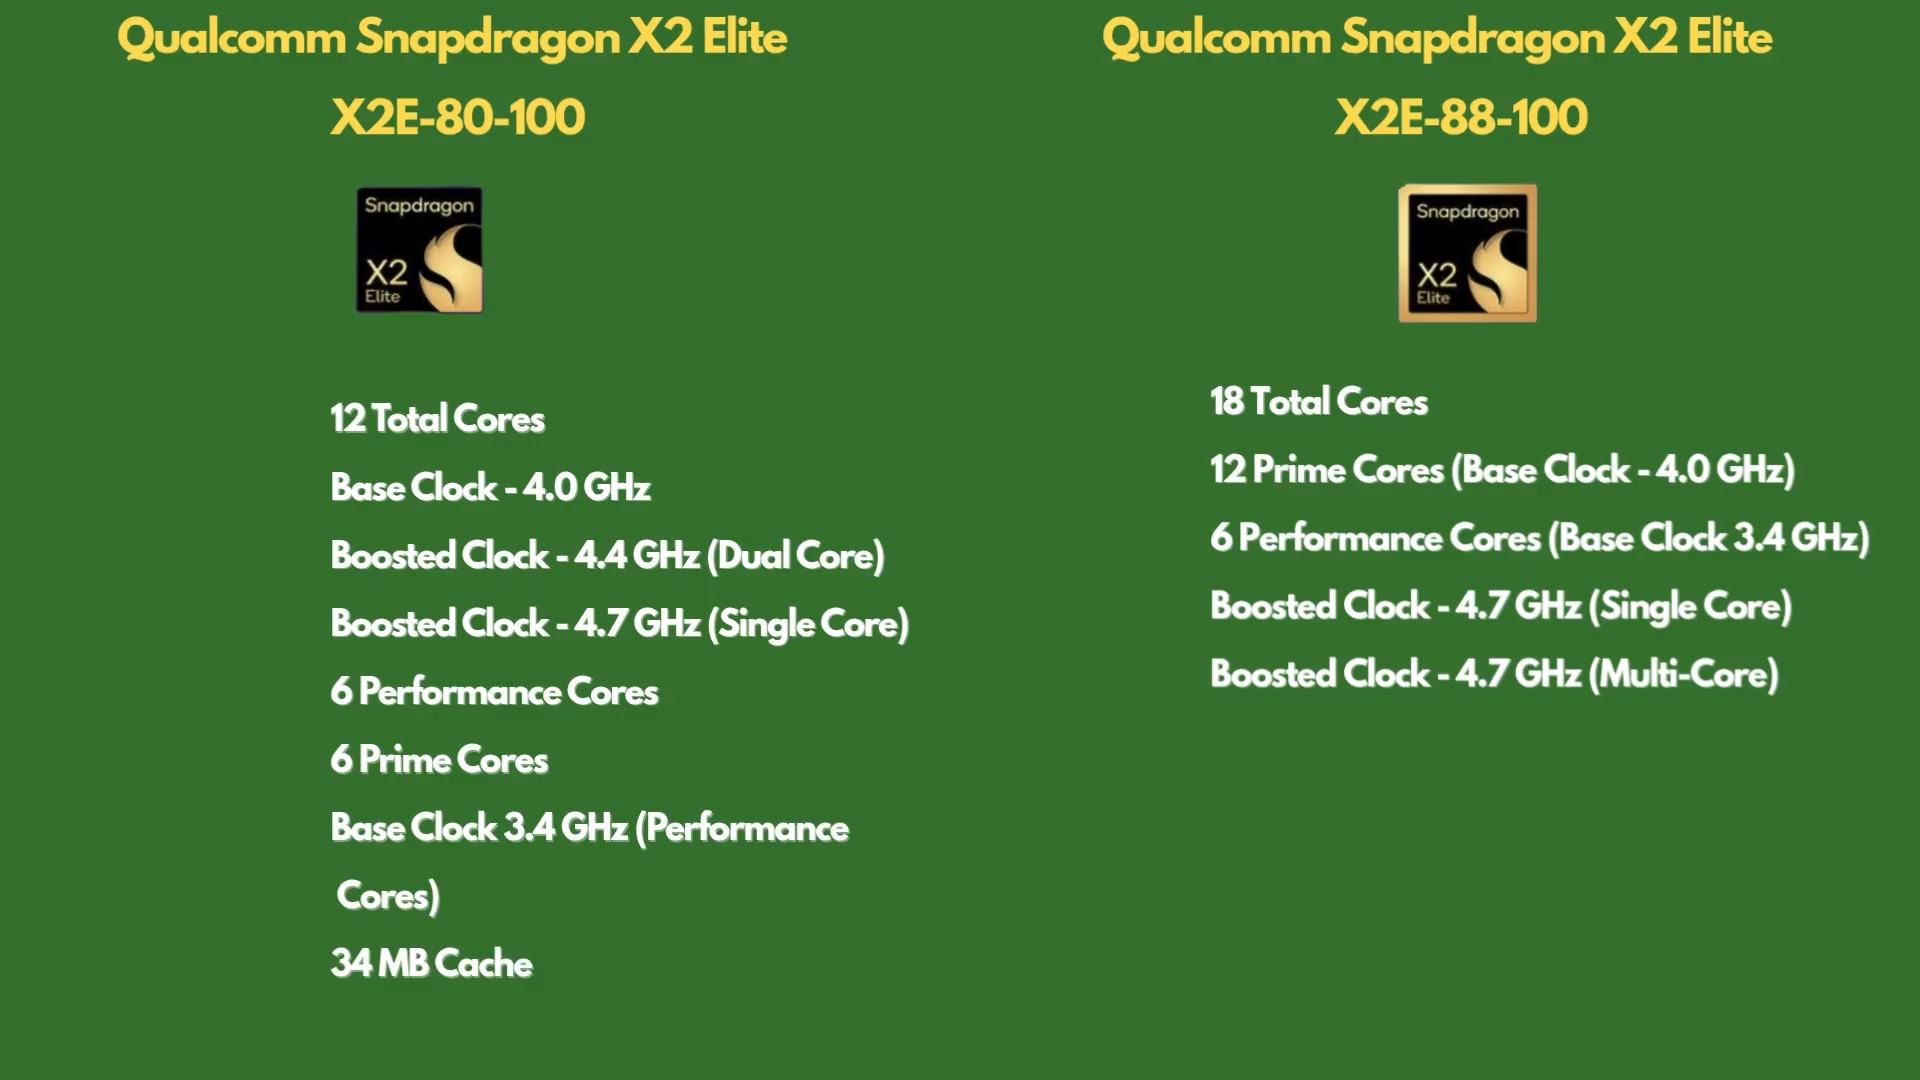 Qualcomm Snapdragon X2 Elite
X2E-80-100
Snapdragon
X2
Elite
12 Total Cores
Base Clock - 4.0 GHz
Boosted Clock - 4.4 GHz (Dual Core)
Boosted Clock - 4.7 GHz (Single Core)
6 Performance Cores
6 Prime Cores
Base Clock 3.4 GHz (Performance
Cores)
34 MB Cache
Qualcomm Snapdragon X2 Elite
X2E-88-100
Snapdragon
X2
Elite
18 Total Cores
12 Prime Cores (Base Clock - 4.0 GHz)
6 Performance Cores (Base Clock 3.4 GHz)
Boosted Clock - 4.7 GHz (Single Core)
Boosted Clock - 4.7 GHz (Multi-Core)